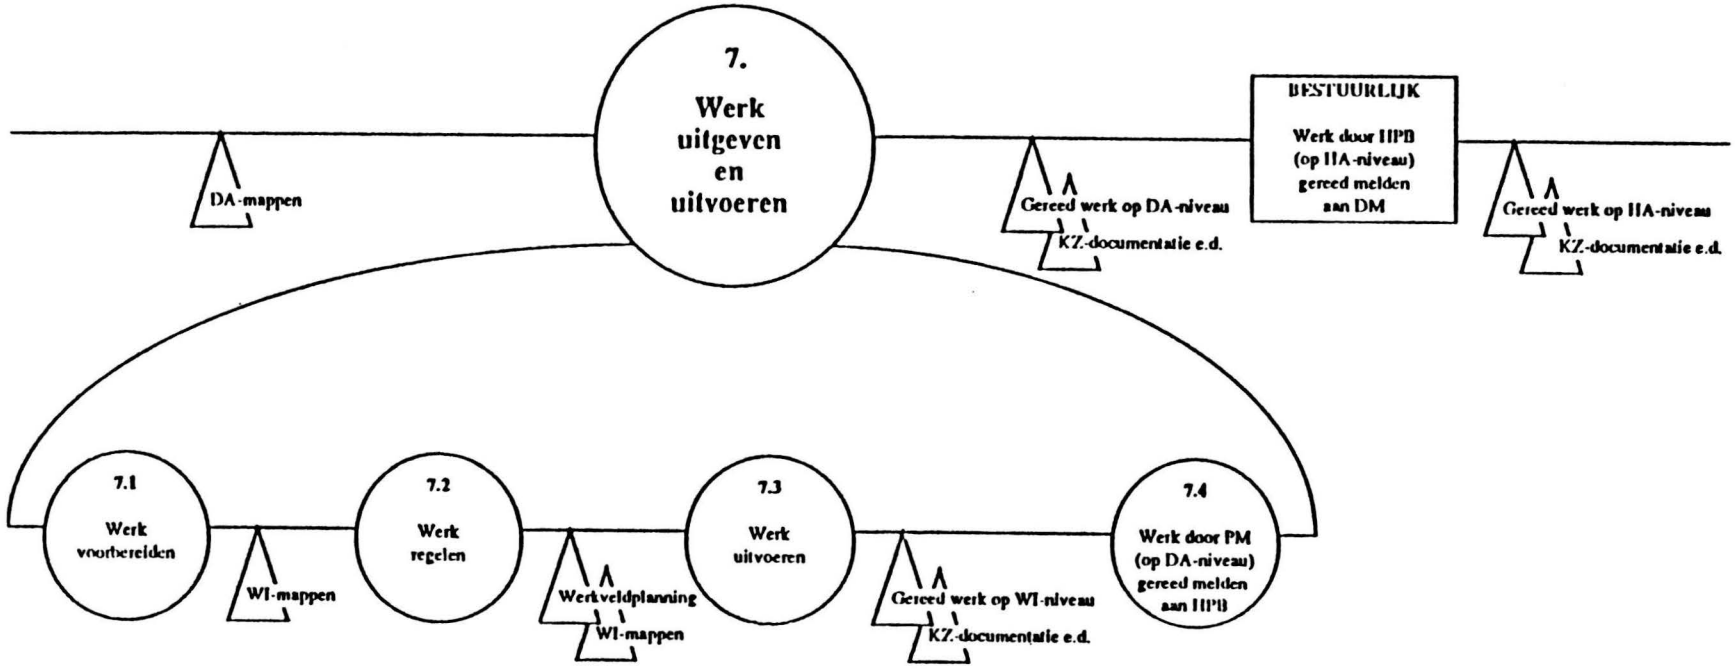 7.
Werk
uitgeven
en
uitvoeren
DA-mappen
Gereed werk op DA-niveau
KZ-documentatie e.d.
BESTUURLIJK
Werk door HPB
(op HA-niveau)
gereed melden
aan DM
Gereed werk op HA-niveau
KZ-documentatie e.d.
7.1
Werk
voorbereiden
WI-mappen
7.2
Werk
regelen
Werkveldplanning
WI-mappen
7.3
Werk
uitvoeren
Gereed werk op WI-niveau
KZ-documentatie e.d.
7.4
Werk door PM
(op DA-niveau)
gereed melden
aan HPB